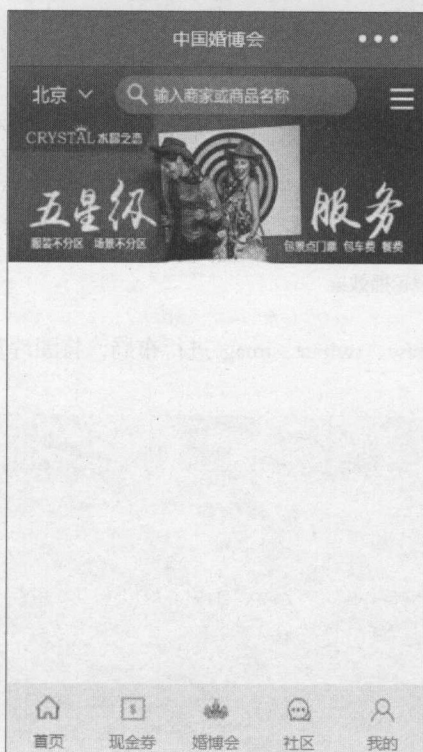 中国婚博会
北京 输入商家或商品名称
CRYSTAL 水晶之恋
五星级 服务
服装不分区 场景不分区 包景点门票 包车费 餐费
$
首页 现金券 婚博会 社区 我的